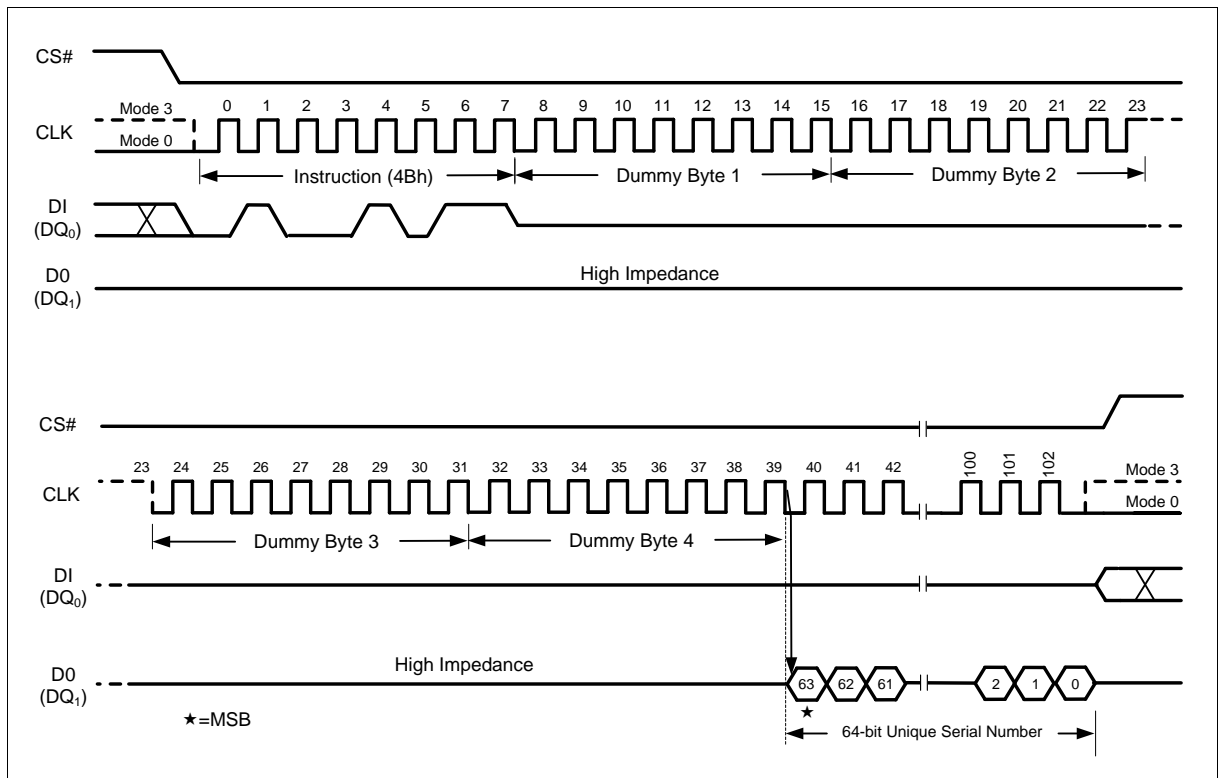 CS#
Mode 3
0 1 2 3 4 5 6 7 8 9 10 11 12 13 14 15 16 17 18 19 20 21 22 23
CLK
Mode 0
Instruction (4Bh) Dummy Byte 1 Dummy Byte 2
DI
(DQ0)
D0
(DQ1)
High Impedance
CS#
23 24 25 26 27 28 29 30 31 32 33 34 35 36 37 38 39 40 41 42 100 101 102
Mode 3
CLK
Mode 0
Dummy Byte 3 Dummy Byte 4
DI
(DQ0)
High Impedance
D0
(DQ1)
63 62 61 2 1 0
★=MSB
★
64-bit Unique Serial Number